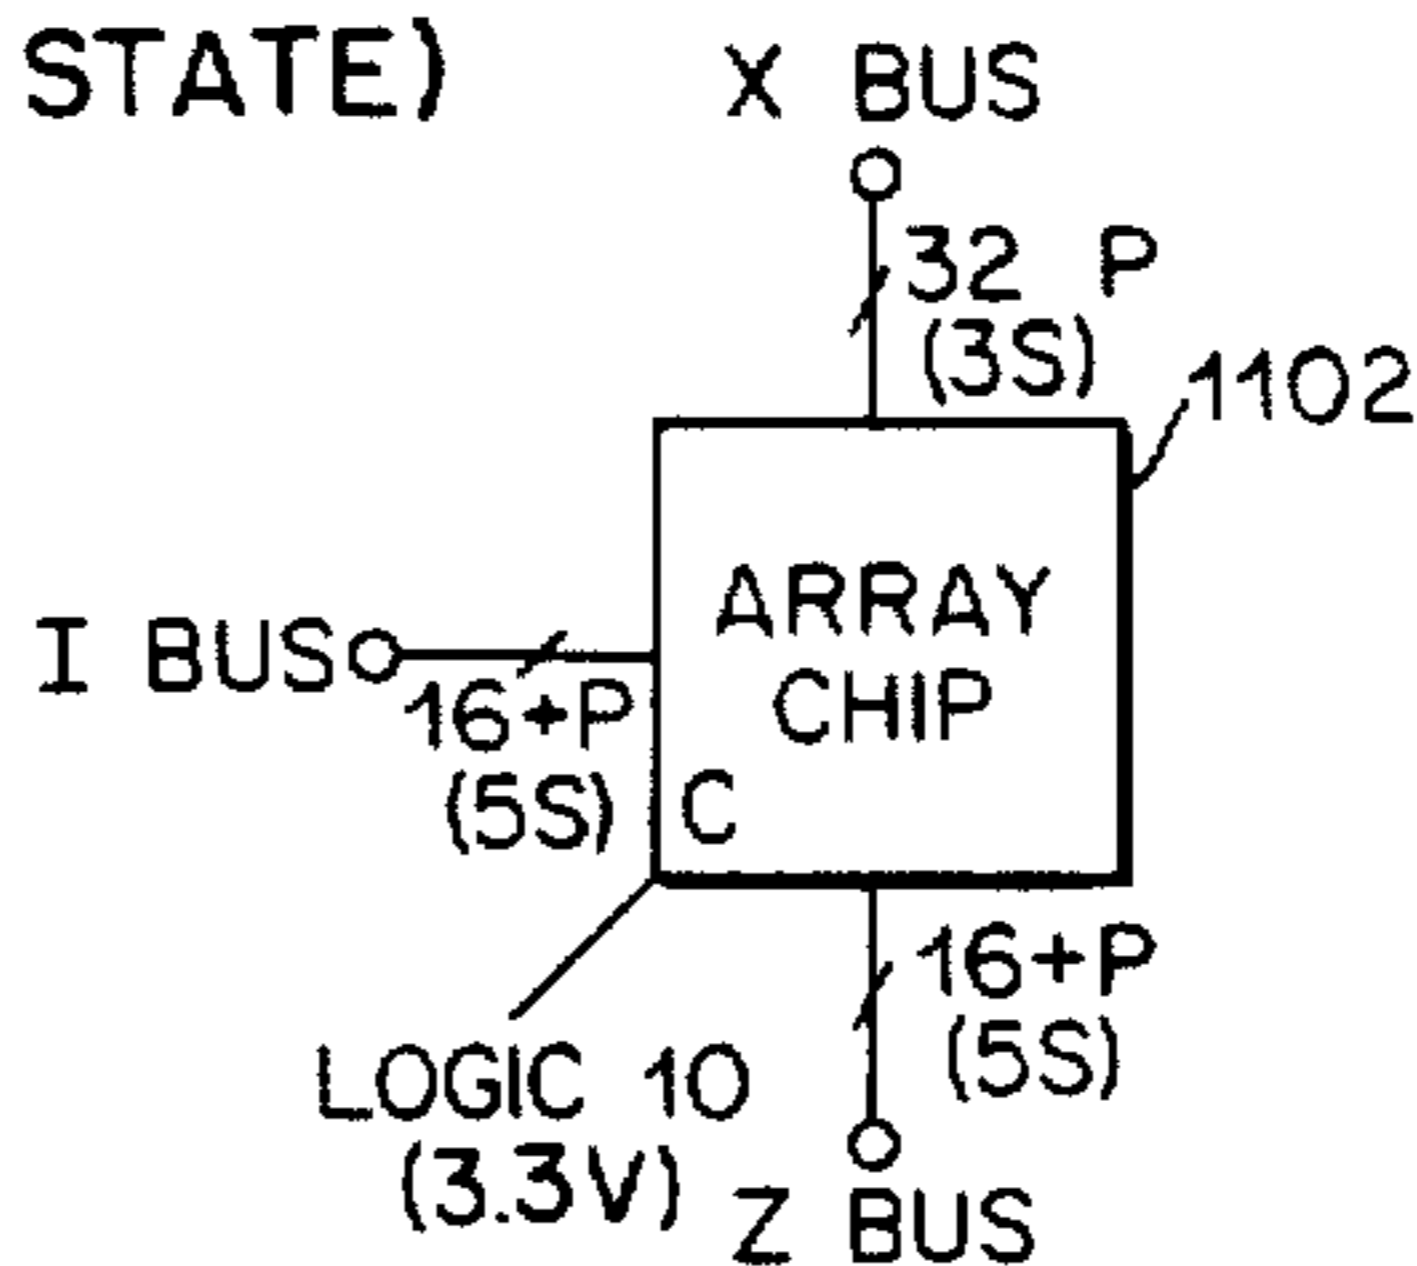 STATE)
X BUS
32 P
(3S)
1102
ARRAY
CHIP
I BUS
16+P
(5S)
C
16+P
(5S)
LOGIC 10
(3.3V)
Z BUS